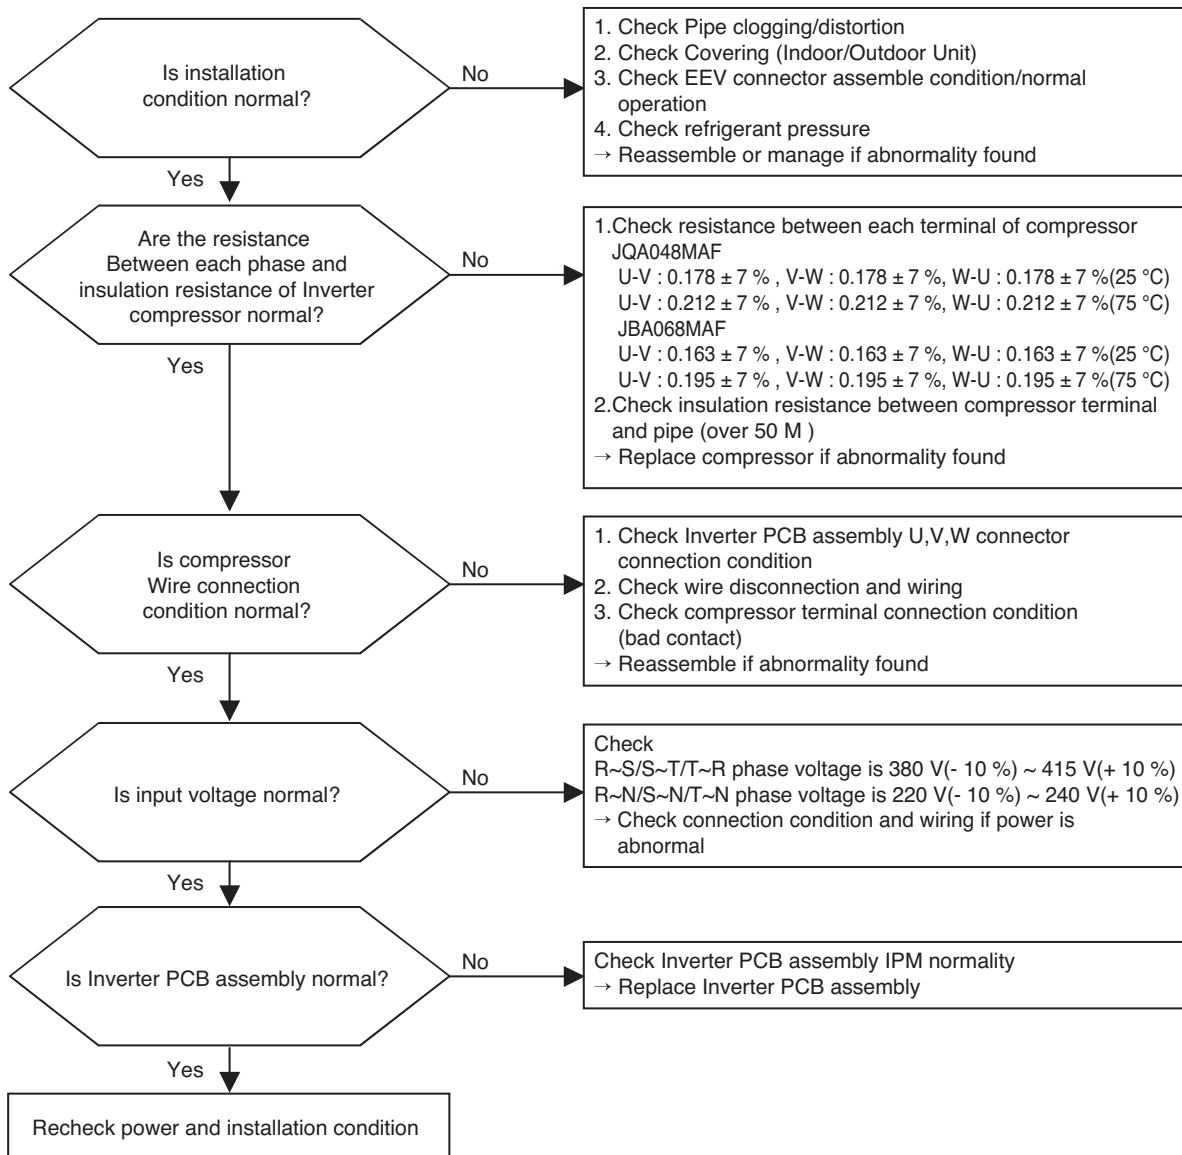 Is installation
condition normal?
No
1. Check Pipe clogging/distortion
2. Check Covering (Indoor/Outdoor Unit)
3. Check EEV connector assemble condition/normal
operation
4. Check refrigerant pressure
→ Reassemble or manage if abnormality found
Yes
Are the resistance
Between each phase and
insulation resistance of Inverter
compressor normal?
No
1.Check resistance between each terminal of compressor
JQA048MAF
U-V : 0.178 ± 7 % , V-W : 0.178 ± 7 %, W-U : 0.178 ± 7 %(25 °C)
U-V : 0.212 ± 7 % , V-W : 0.212 ± 7 %, W-U : 0.212 ± 7 %(75 °C)
JBA068MAF
U-V : 0.163 ± 7 % , V-W : 0.163 ± 7 %, W-U : 0.163 ± 7 %(25 °C)
U-V : 0.195 ± 7 % , V-W : 0.195 ± 7 %, W-U : 0.195 ± 7 %(75 °C)
2.Check insulation resistance between compressor terminal
and pipe (over 50 M )
→ Replace compressor if abnormality found
Yes
Is compressor
Wire connection
condition normal?
No
1. Check Inverter PCB assembly U,V,W connector
connection condition
2. Check wire disconnection and wiring
3. Check compressor terminal connection condition
(bad contact)
→ Reassemble if abnormality found
Yes
Is input voltage normal?
No
Check
R~S/S~T/T~R phase voltage is 380 V(- 10 %) ~ 415 V(+ 10 %)
R~N/S~N/T~N phase voltage is 220 V(- 10 %) ~ 240 V(+ 10 %)
→ Check connection condition and wiring if power is
abnormal
Yes
Is Inverter PCB assembly normal?
No
Check Inverter PCB assembly IPM normality
→ Replace Inverter PCB assembly
Yes
Recheck power and installation condition